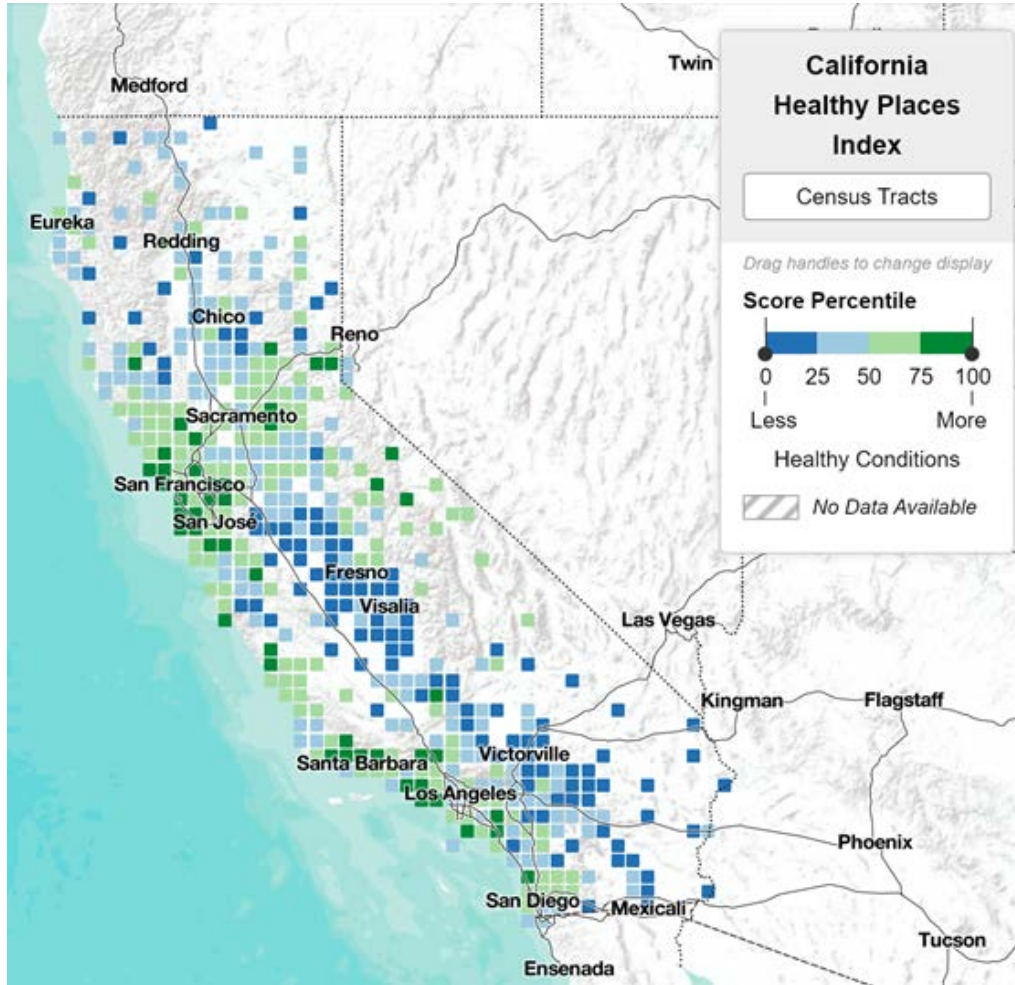 Medford
Twin
California
Healthy Places
Index
Census Tracts
Eureka
Redding
Drag handles to change display
Score Percentile
Chico
Reno
0 25 50 75 100
Less More
Healthy Conditions
No Data Available
Sacramento
San Francisco
San José
Fresno
Visalia
Las Vegas
Kingman
Flagstaff
Victorville
Santa Barbara
Los Angeles
Phoenix
San Diego
Mexicali
Tucson
Ensenada